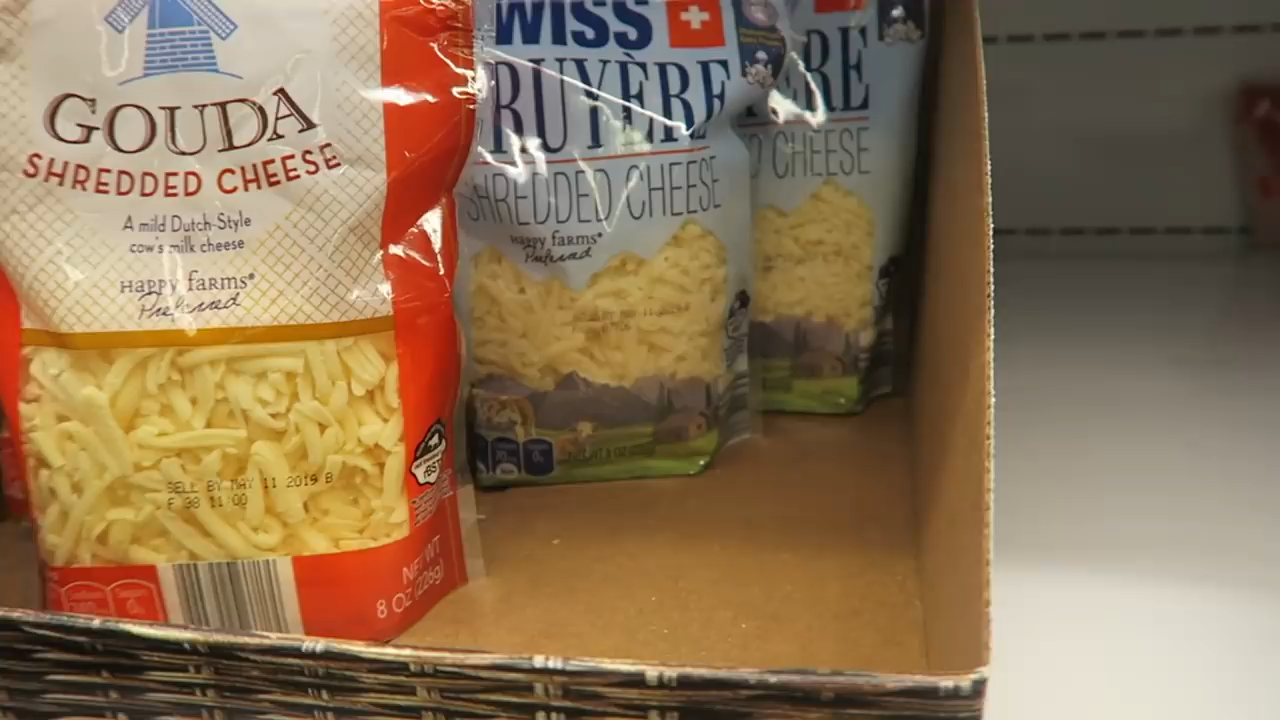 GOUDA
SHREDDED CHEESE
A mild Dutch-Style
cow's milk cheese
HAPPY farms®
Preferred
SELL BY MAY 11 2019 B
F 38 11:00
NET WT
8 OZ (226g)
rBST
WISS
RUYÈRE
SHREDDED CHEESE
HAPPY farms®
Preferred
ÈRE
D CHEESE